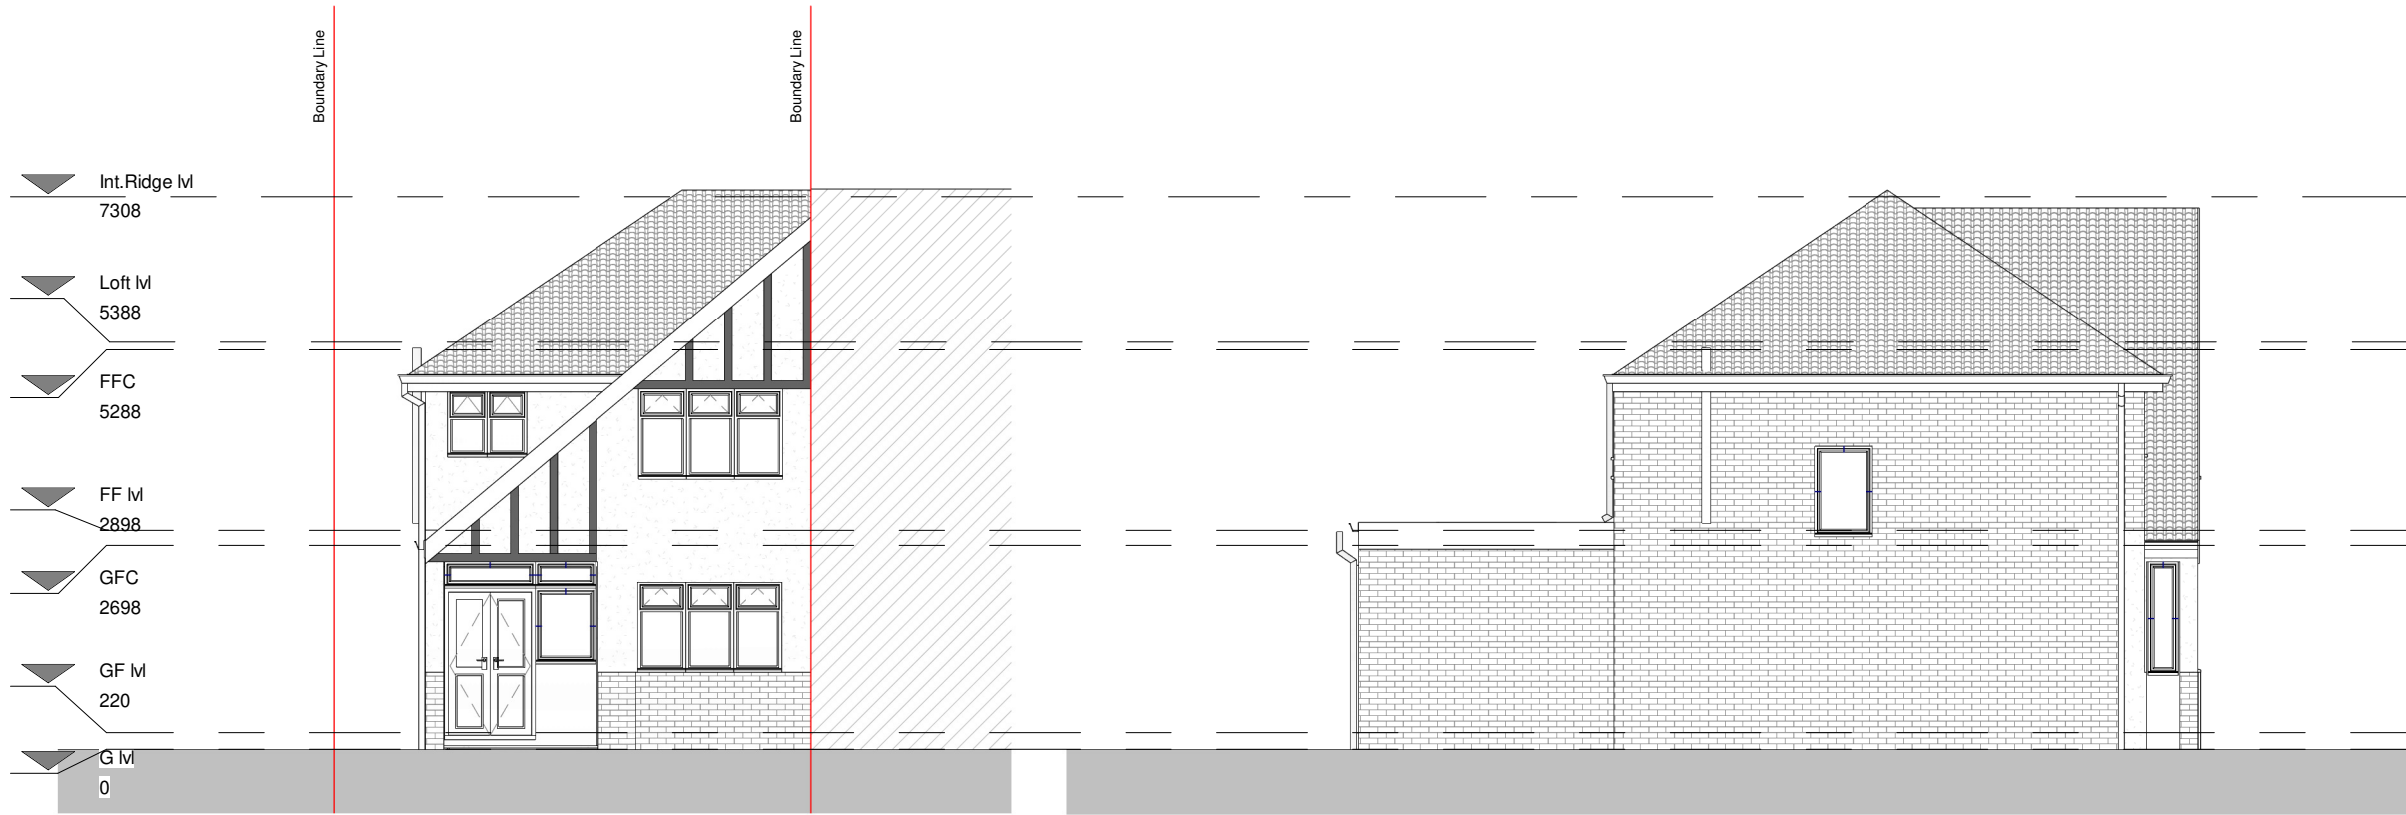 Boundary Line
Boundary Line
Int.Ridge lvl
7308
Loft lvl
5388
FFC
5288
FF lvl
2898
GFC
2698
GF lvl
220
G lvl
0